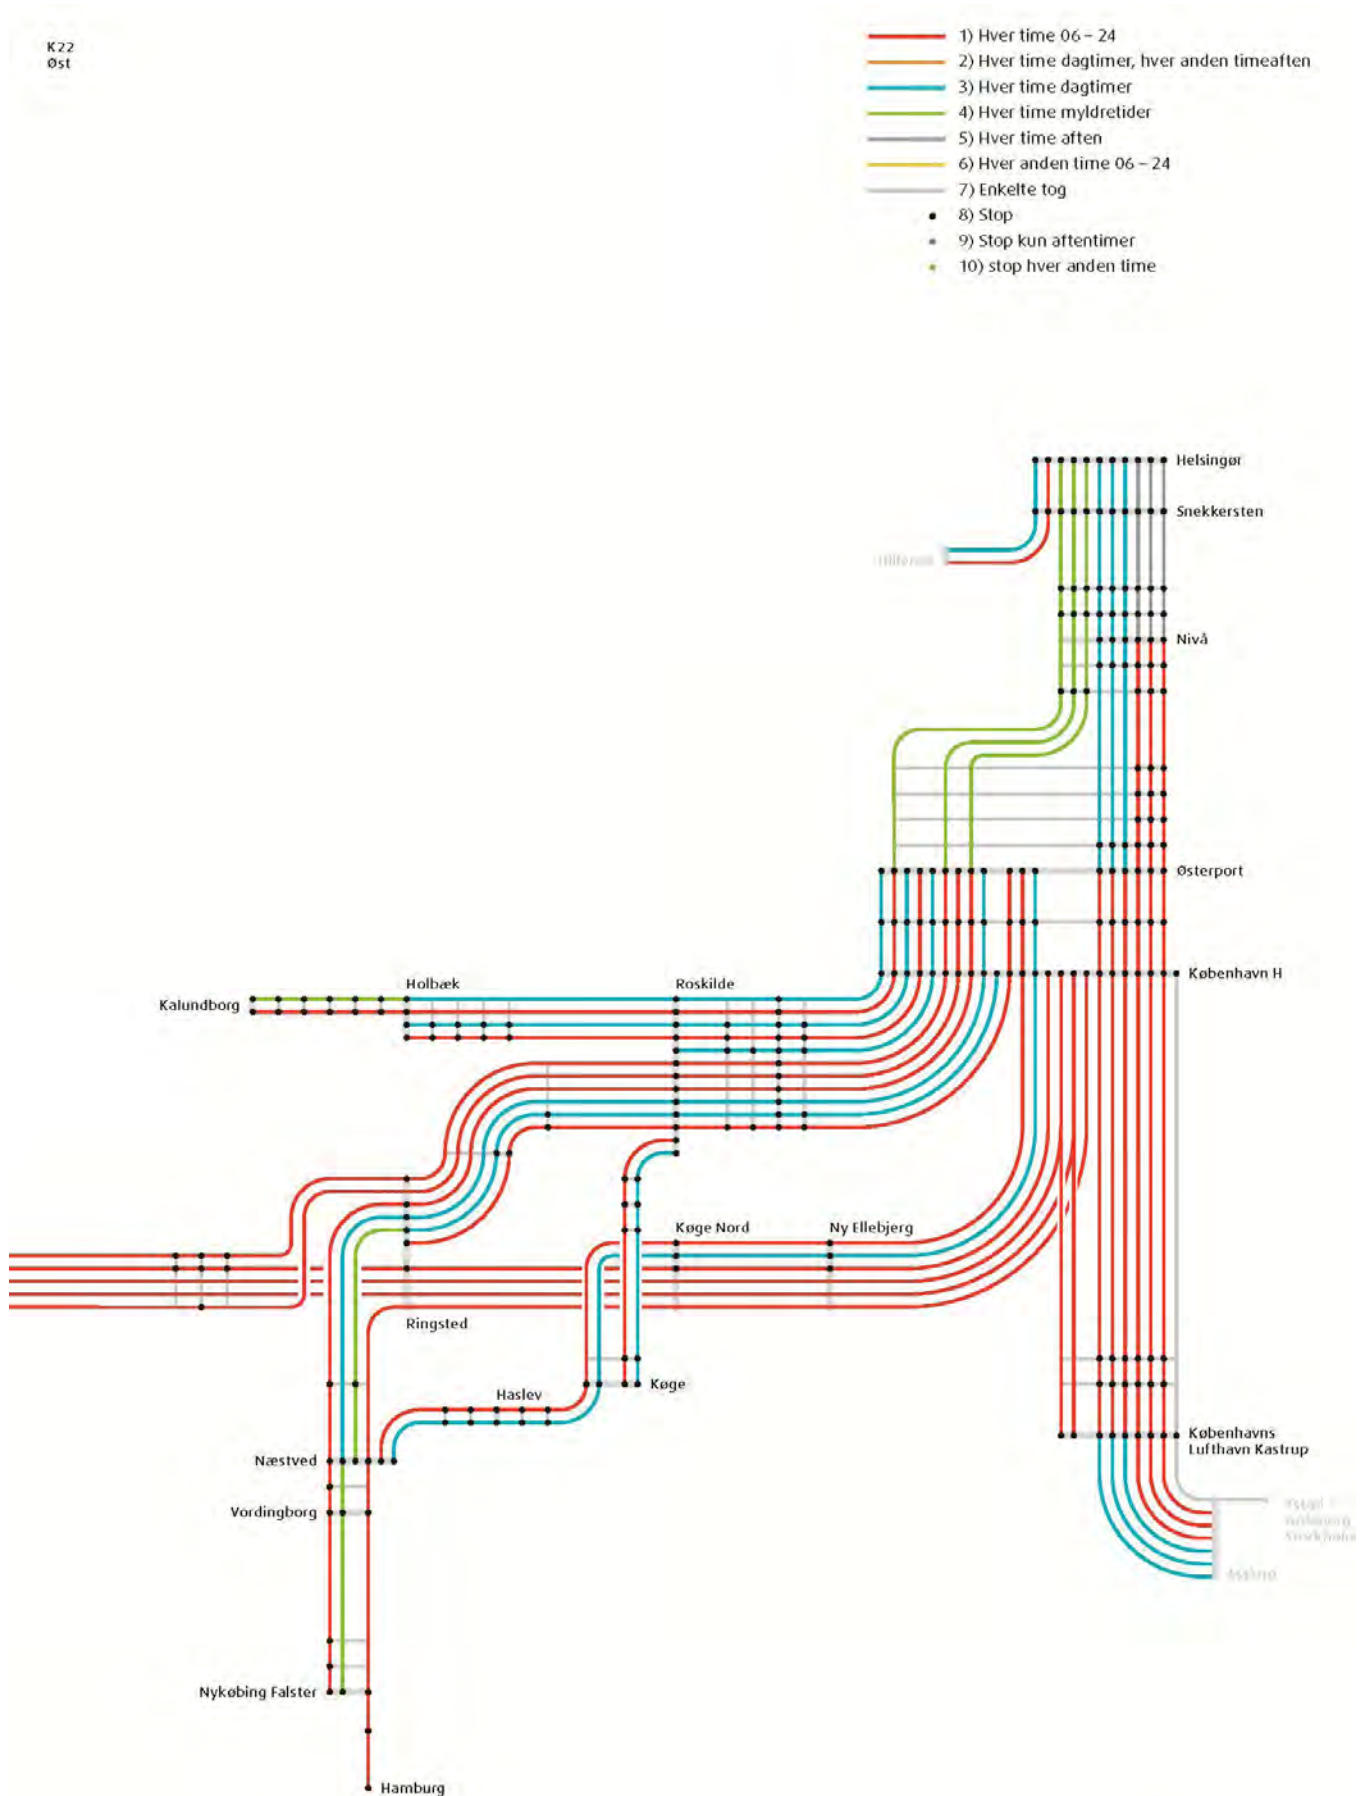 K22
Øst
1) Hver time 06 – 24
2) Hver time dagtimer, hver anden timeaften
3) Hver time dagtimer
4) Hver time myldretider
5) Hver time aften
6) Hver anden time 06 – 24
7) Enkelte tog
8) Stop
9) Stop kun aftentimer
10) stop hver anden time
Helsingør
Snekkersten
Nivå
Østerport
København H
Holbæk
Roskilde
Kalundborg
Køge Nord
Ny Ellebjerg
Ringsted
Haslev
Køge
Næstved
Københavns
Lufthavn Kastrup
Vordingborg
Nykøbing Falster
Hamburg